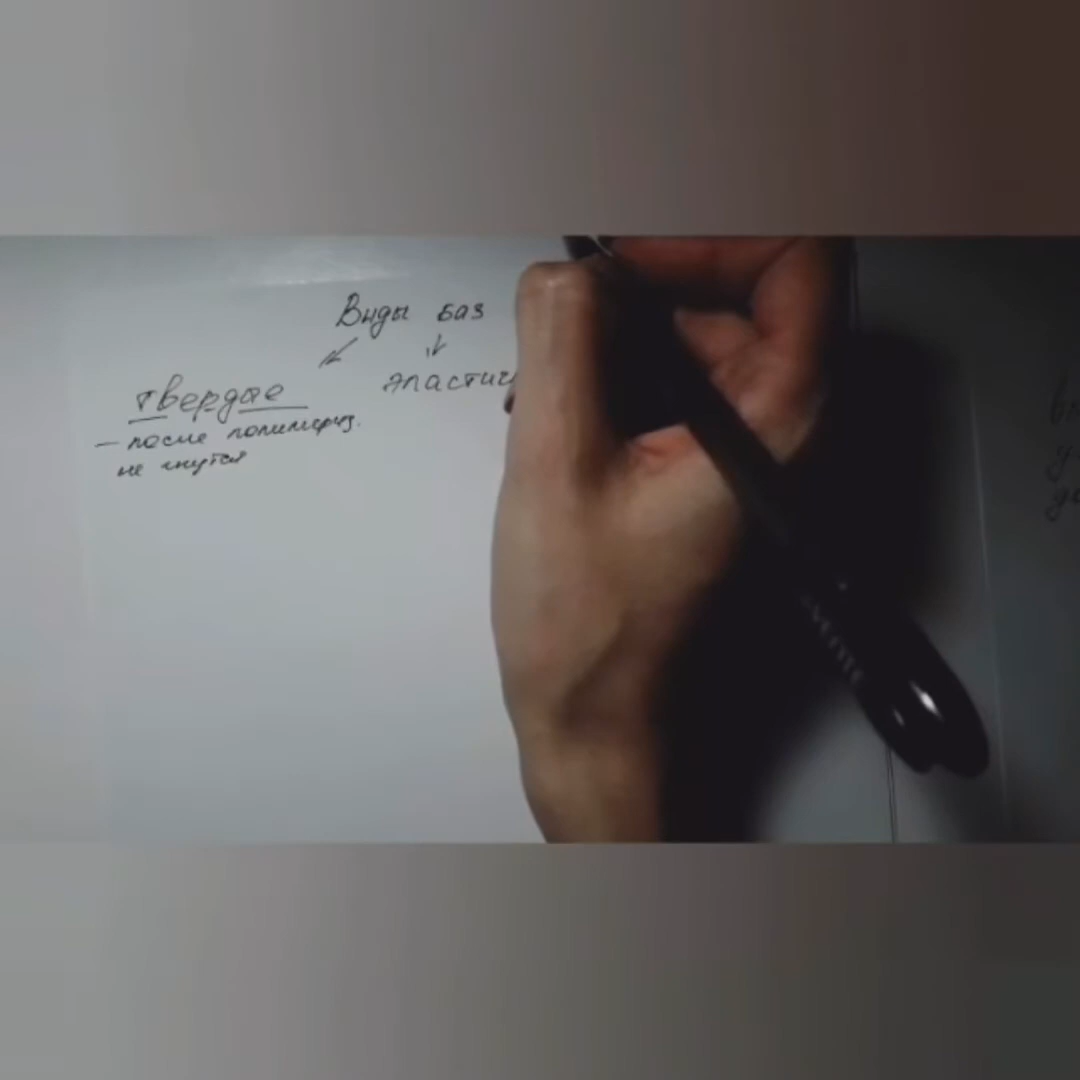 Виды баз
твердые
эластич
– после полимериз.
не гнутся